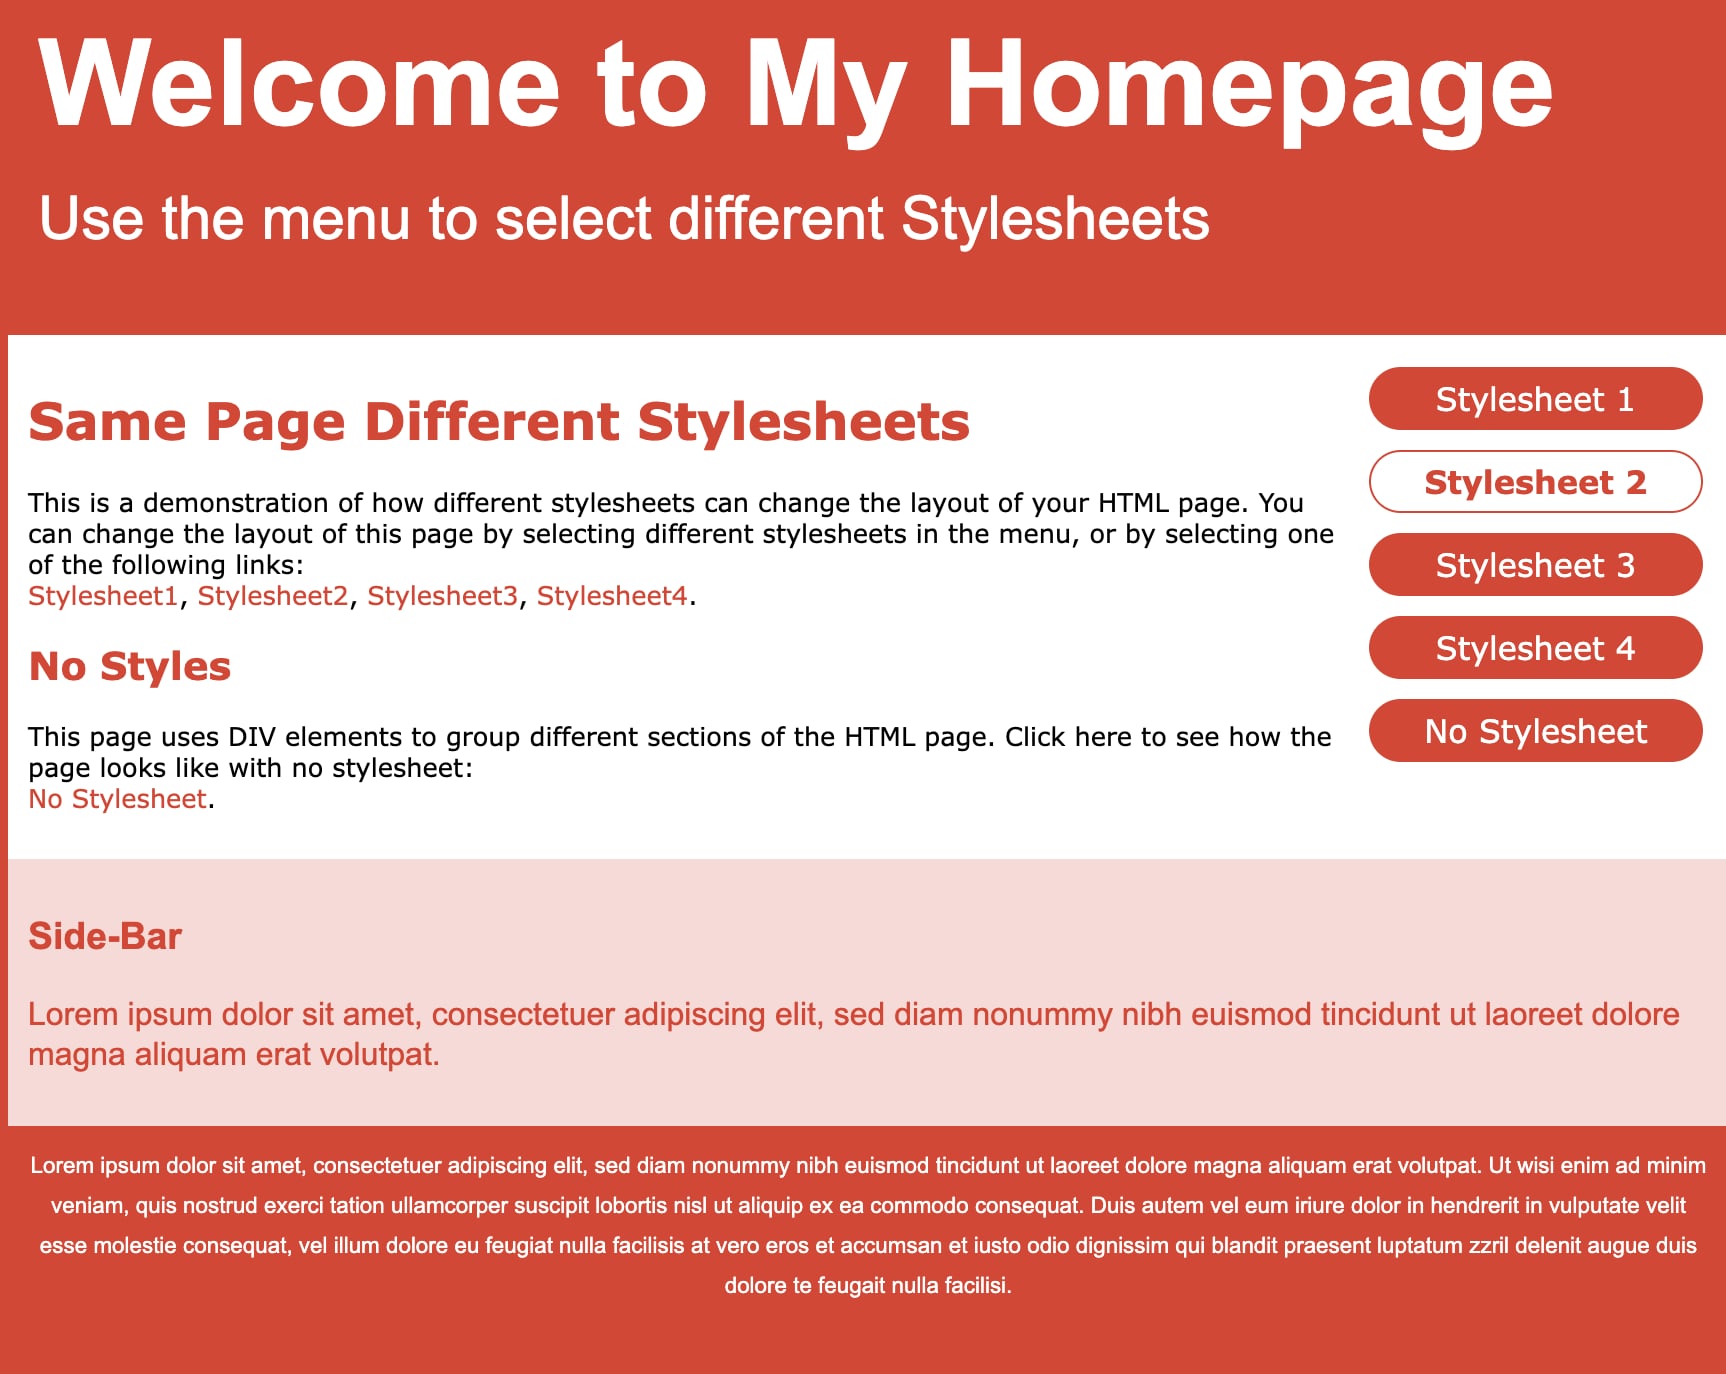 Welcome to My Homepage
Use the menu to select different Stylesheets
Same Page Different Stylesheets
This is a demonstration of how different stylesheets can change the layout of your HTML page. You
can change the layout of this page by selecting different stylesheets in the menu, or by selecting one
of the following links:
Stylesheet1, Stylesheet2, Stylesheet3, Stylesheet4.
No Styles
This page uses DIV elements to group different sections of the HTML page. Click here to see how the
page looks like with no stylesheet:
No Stylesheet.
Stylesheet 1
Stylesheet 2
Stylesheet 3
Stylesheet 4
No Stylesheet
Side-Bar
Lorem ipsum dolor sit amet, consectetuer adipiscing elit, sed diam nonummy nibh euismod tincidunt ut laoreet dolore
magna aliquam erat volutpat.
Lorem ipsum dolor sit amet, consectetuer adipiscing elit, sed diam nonummy nibh euismod tincidunt ut laoreet dolore magna aliquam erat volutpat. Ut wisi enim ad minim
veniam, quis nostrud exerci tation ullamcorper suscipit lobortis nisl ut aliquip ex ea commodo consequat. Duis autem vel eum iriure dolor in hendrerit in vulputate velit
esse molestie consequat, vel illum dolore eu feugiat nulla facilisis at vero eros et accumsan et iusto odio dignissim qui blandit praesent luptatum zzril delenit augue duis
dolore te feugait nulla facilisi.